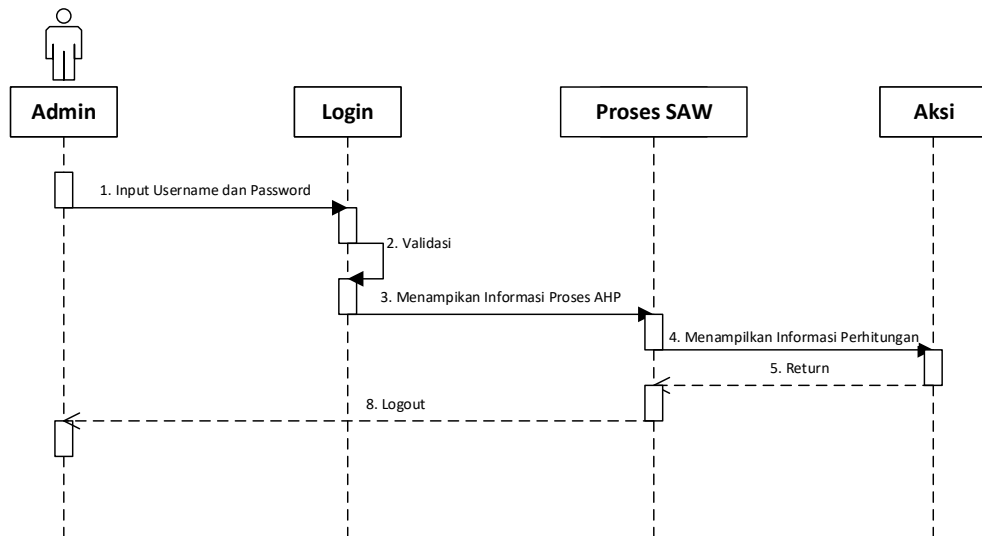 Admin
Login
Proses SAW
Aksi
1. Input Username dan Password
2. Validasi
3. Menampikan Informasi Proses AHP
4. Menampilkan Informasi Perhitungan
5. Return
8. Logout